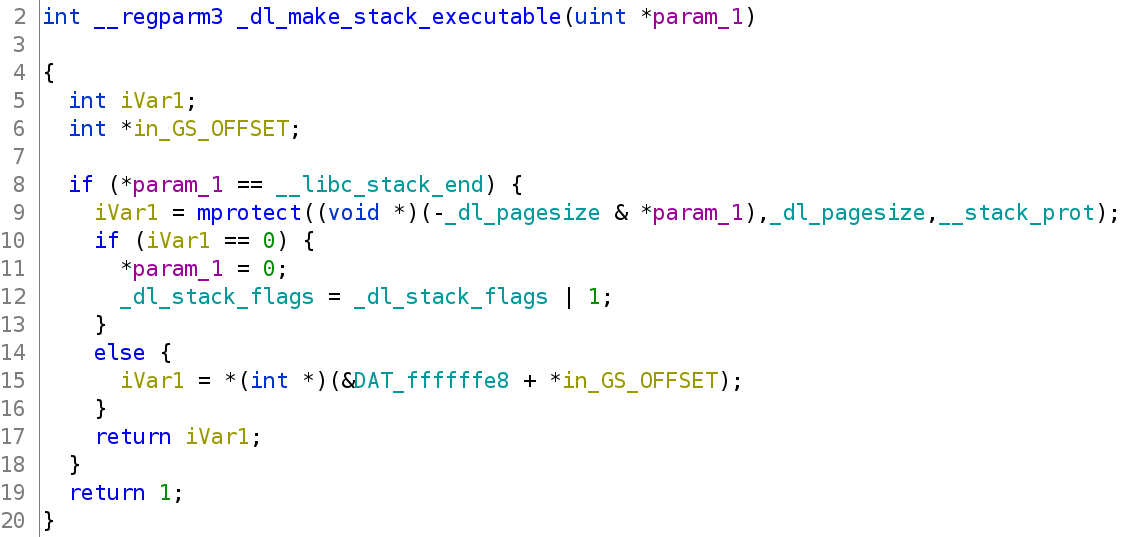 2 int __regparm3 _dl_make_stack_executable(uint *param_1)
3
4 {
5   int iVar1;
6   int *in_GS_OFFSET;
7
8   if (*param_1 == __libc_stack_end) {
9     iVar1 = mprotect((void *)(-_dl_pagesize & *param_1),_dl_pagesize,__stack_prot);
10     if (iVar1 == 0) {
11       *param_1 = 0;
12       _dl_stack_flags = _dl_stack_flags | 1;
13     }
14     else {
15       iVar1 = *(int *)(&DAT_ffffffe8 + *in_GS_OFFSET);
16     }
17     return iVar1;
18   }
19   return 1;
20 }